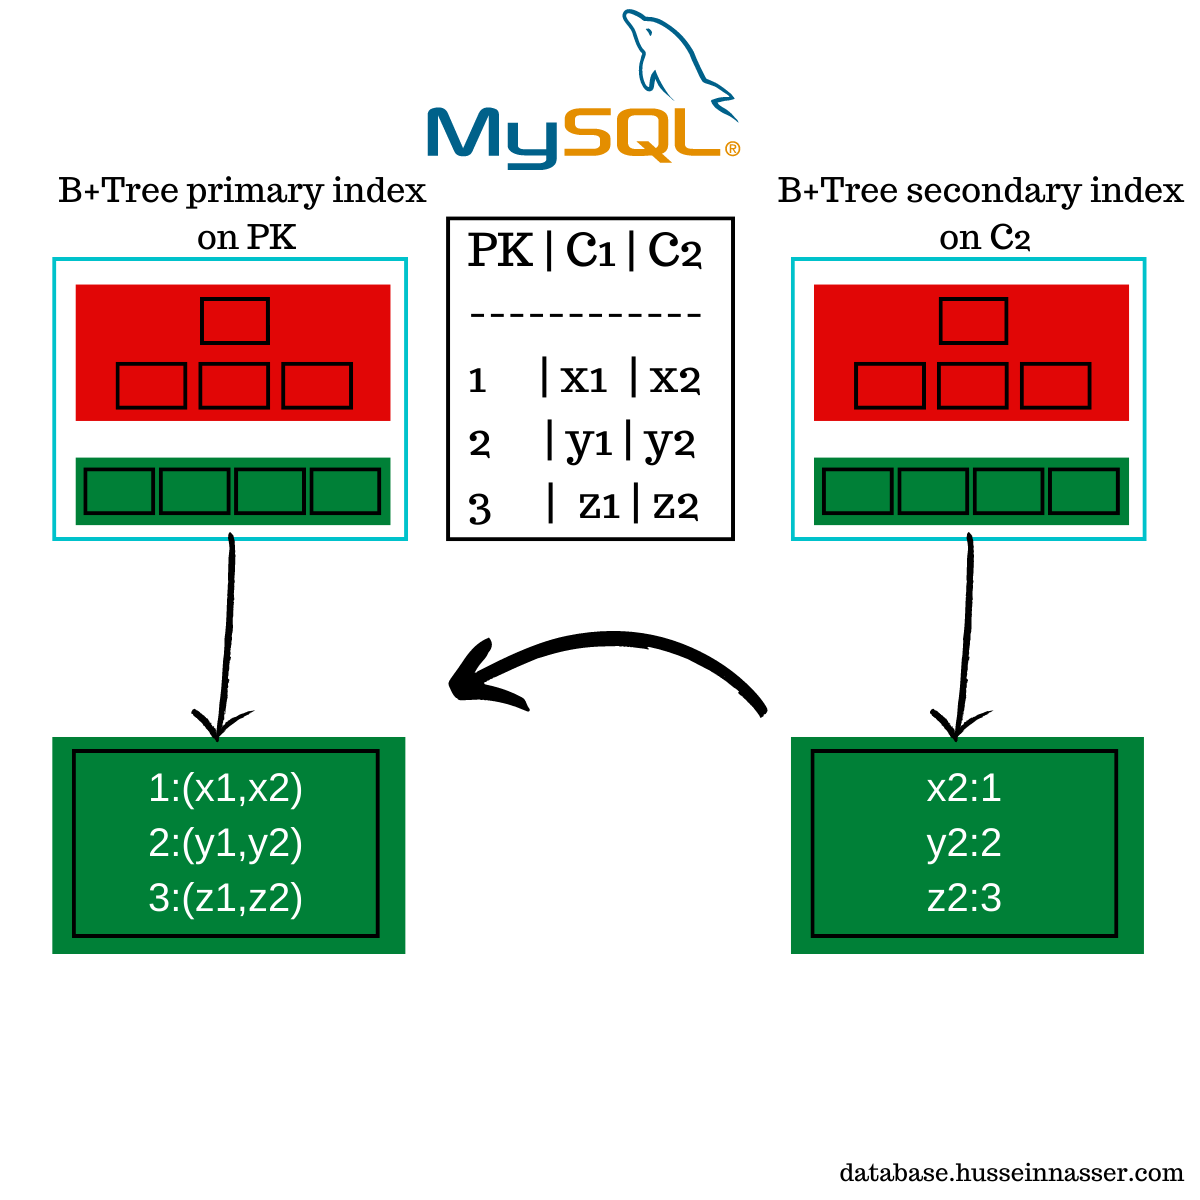 MySQL®
B+Tree primary index
on PK
B+Tree secondary index
on C2
PK | C1 | C2
------------
1 | x1 | x2
2 | y1 | y2
3 | z1 | z2
1:(x1,x2)
2:(y1,y2)
3:(z1,z2)
x2:1
y2:2
z2:3
database.husseinnasser.com